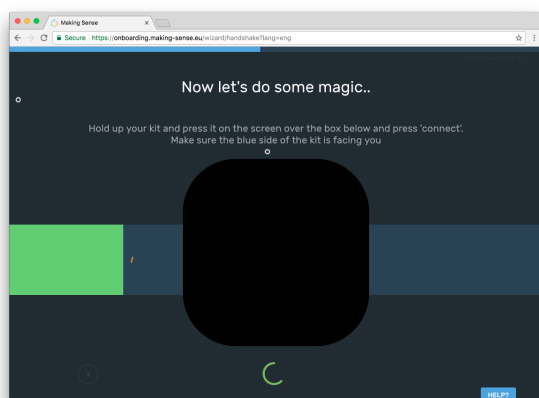 Making Sense
Secure https://onboarding.making-sense.eu/wizard/handshake?lang=eng
Now let's do some magic..
Hold up your kit and press it on the screen over the box below and press 'connect'.
Make sure the blue side of the kit is facing you
HELP?